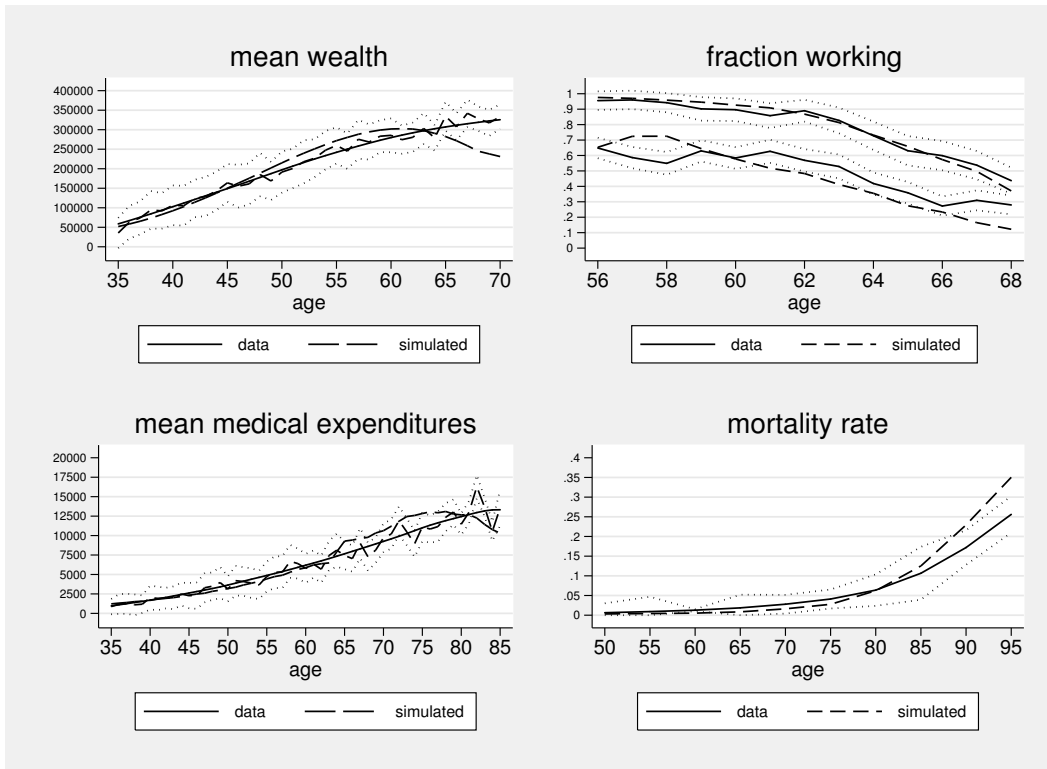 mean wealth
400000
350000
300000
250000
200000
150000
100000
50000
0
35 40 45 50 55 60 65 70
age
data simulated
fraction working
1
.9
.8
.7
.6
.5
.4
.3
.2
.1
0
56 58 60 62 64 66 68
age
data simulated
mean medical expenditures
20000
17500
15000
12500
10000
7500
5000
2500
0
35 40 45 50 55 60 65 70 75 80 85
age
data simulated
mortality rate
.4
.35
.3
.25
.2
.15
.1
.05
0
50 55 60 65 70 75 80 85 90 95
age
data simulated